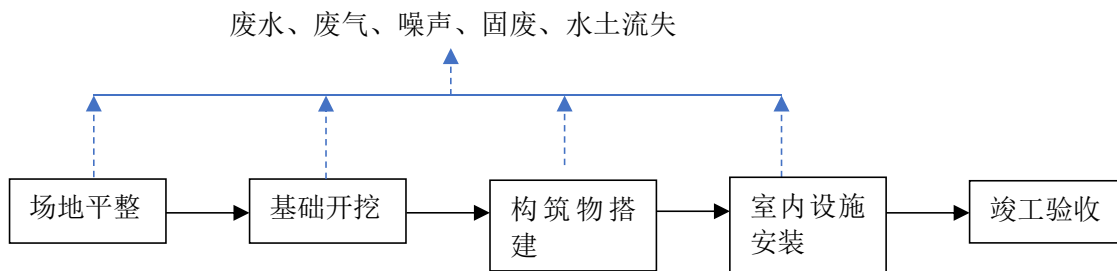 废水、废气、噪声、固废、水土流失
场地平整
基础开挖
构筑物搭
建
室内设施
安装
竣工验收